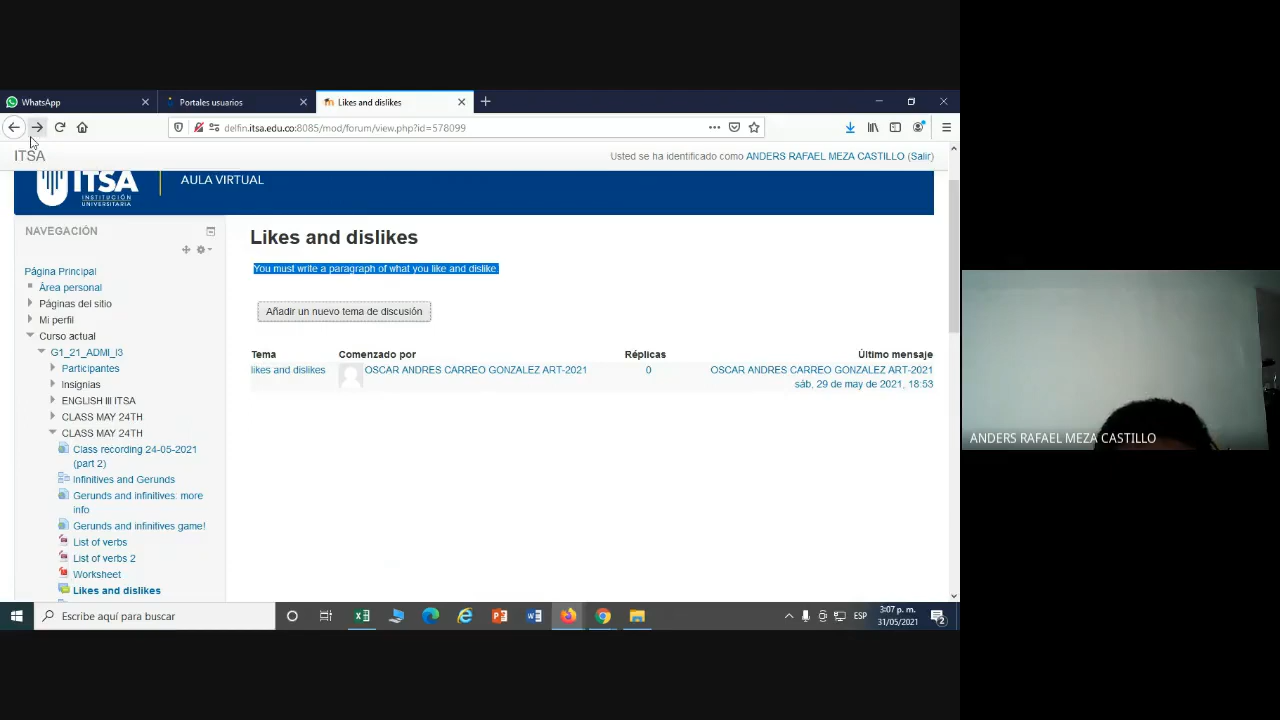 WhatsApp
Portales usuarios
Likes and dislikes
delfin.itsa.edu.co:8085/mod/forum/view.php?id=578099
ITSA
Usted se ha identificado como ANDERS RAFAEL MEZA CASTILLO (Salir)
ITSA
INSTITUCIÓN
UNIVERSITARIA
AULA VIRTUAL
NAVEGACIÓN
Página Principal
Área personal
Páginas del sitio
Mi perfil
Curso actual
G1_21_ADMI_I3
Participantes
Insignias
ENGLISH III ITSA
CLASS MAY 24TH
CLASS MAY 24TH
Class recording 24-05-2021
(part 2)
Infinitives and Gerunds
Gerunds and infinitives: more
info
Gerunds and infinitives game!
List of verbs
List of verbs 2
Worksheet
Likes and dislikes
Likes and dislikes
You must write a paragraph of what you like and dislike.
Añadir un nuevo tema de discusión
Tema Comenzado por Réplicas Último mensaje
likes and dislikes OSCAR ANDRES CARREO GONZALEZ ART-2021 0 OSCAR ANDRES CARREO GONZALEZ ART-2021
sáb, 29 de may de 2021, 18:53
ANDERS RAFAEL MEZA CASTILLO
Escribe aquí para buscar
ESP
3:07 p. m.
31/05/2021
2